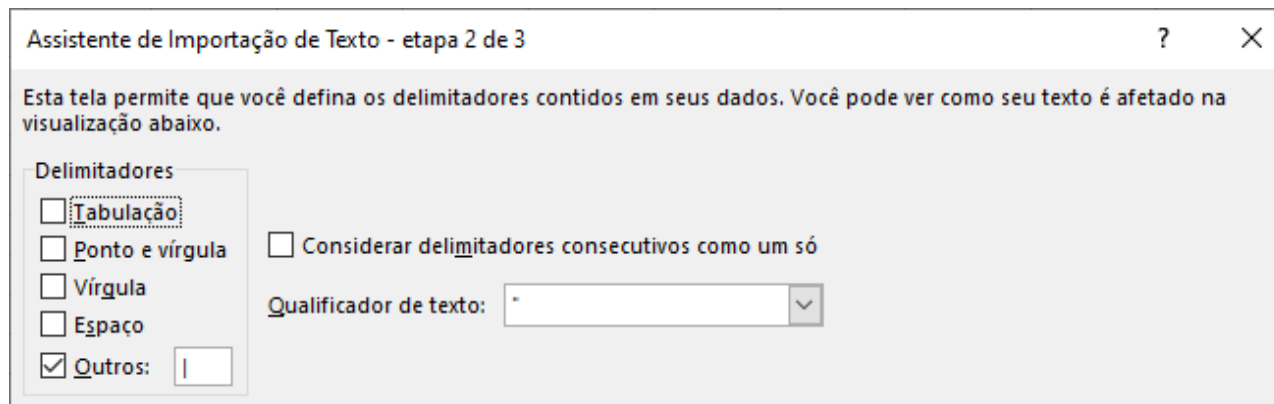 Assistente de Importação de Texto - etapa 2 de 3
Esta tela permite que você defina os delimitadores contidos em seus dados. Você pode ver como seu texto é afetado na
visualização abaixo.
Delimitadores
Tabulação
Ponto e vírgula
Vírgula
Espaço
Outros: |
Considerar delimitadores consecutivos como um só
Qualificador de texto: "